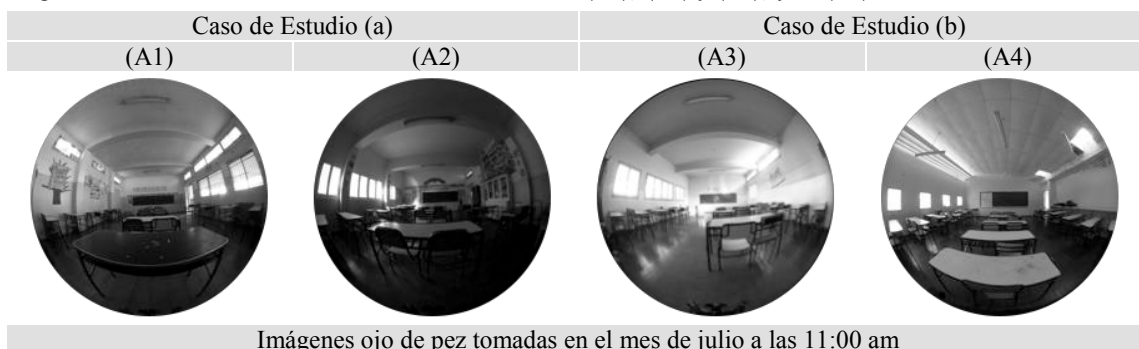 Caso de Estudio (a) Caso de Estudio (b)
(A1) (A2) (A3) (A4)
Imágenes ojo de pez tomadas en el mes de julio a las 11:00 am